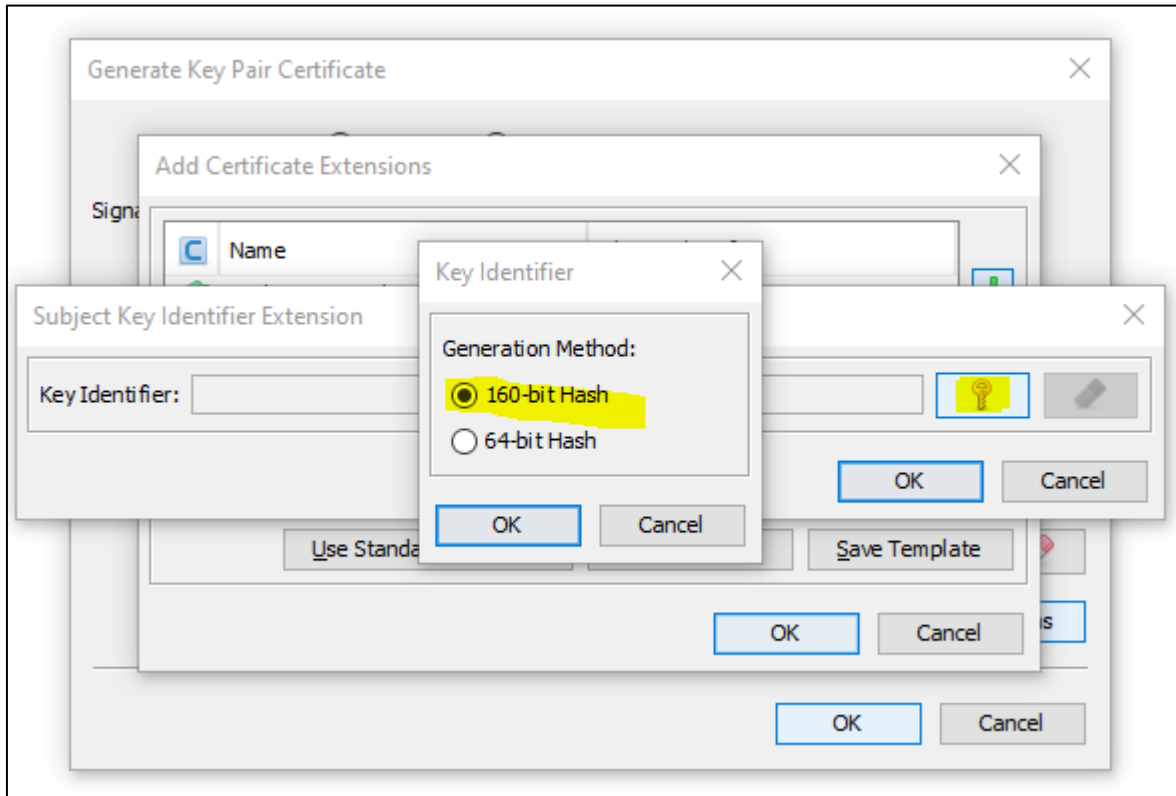 Generate Key Pair Certificate
Add Certificate Extensions
Signa
Name
Key Identifier
Subject Key Identifier Extension
Generation Method:
Key Identifier:
160-bit Hash
64-bit Hash
OK Cancel
OK Cancel
Use Standa
Save Template
OK Cancel
s
OK Cancel